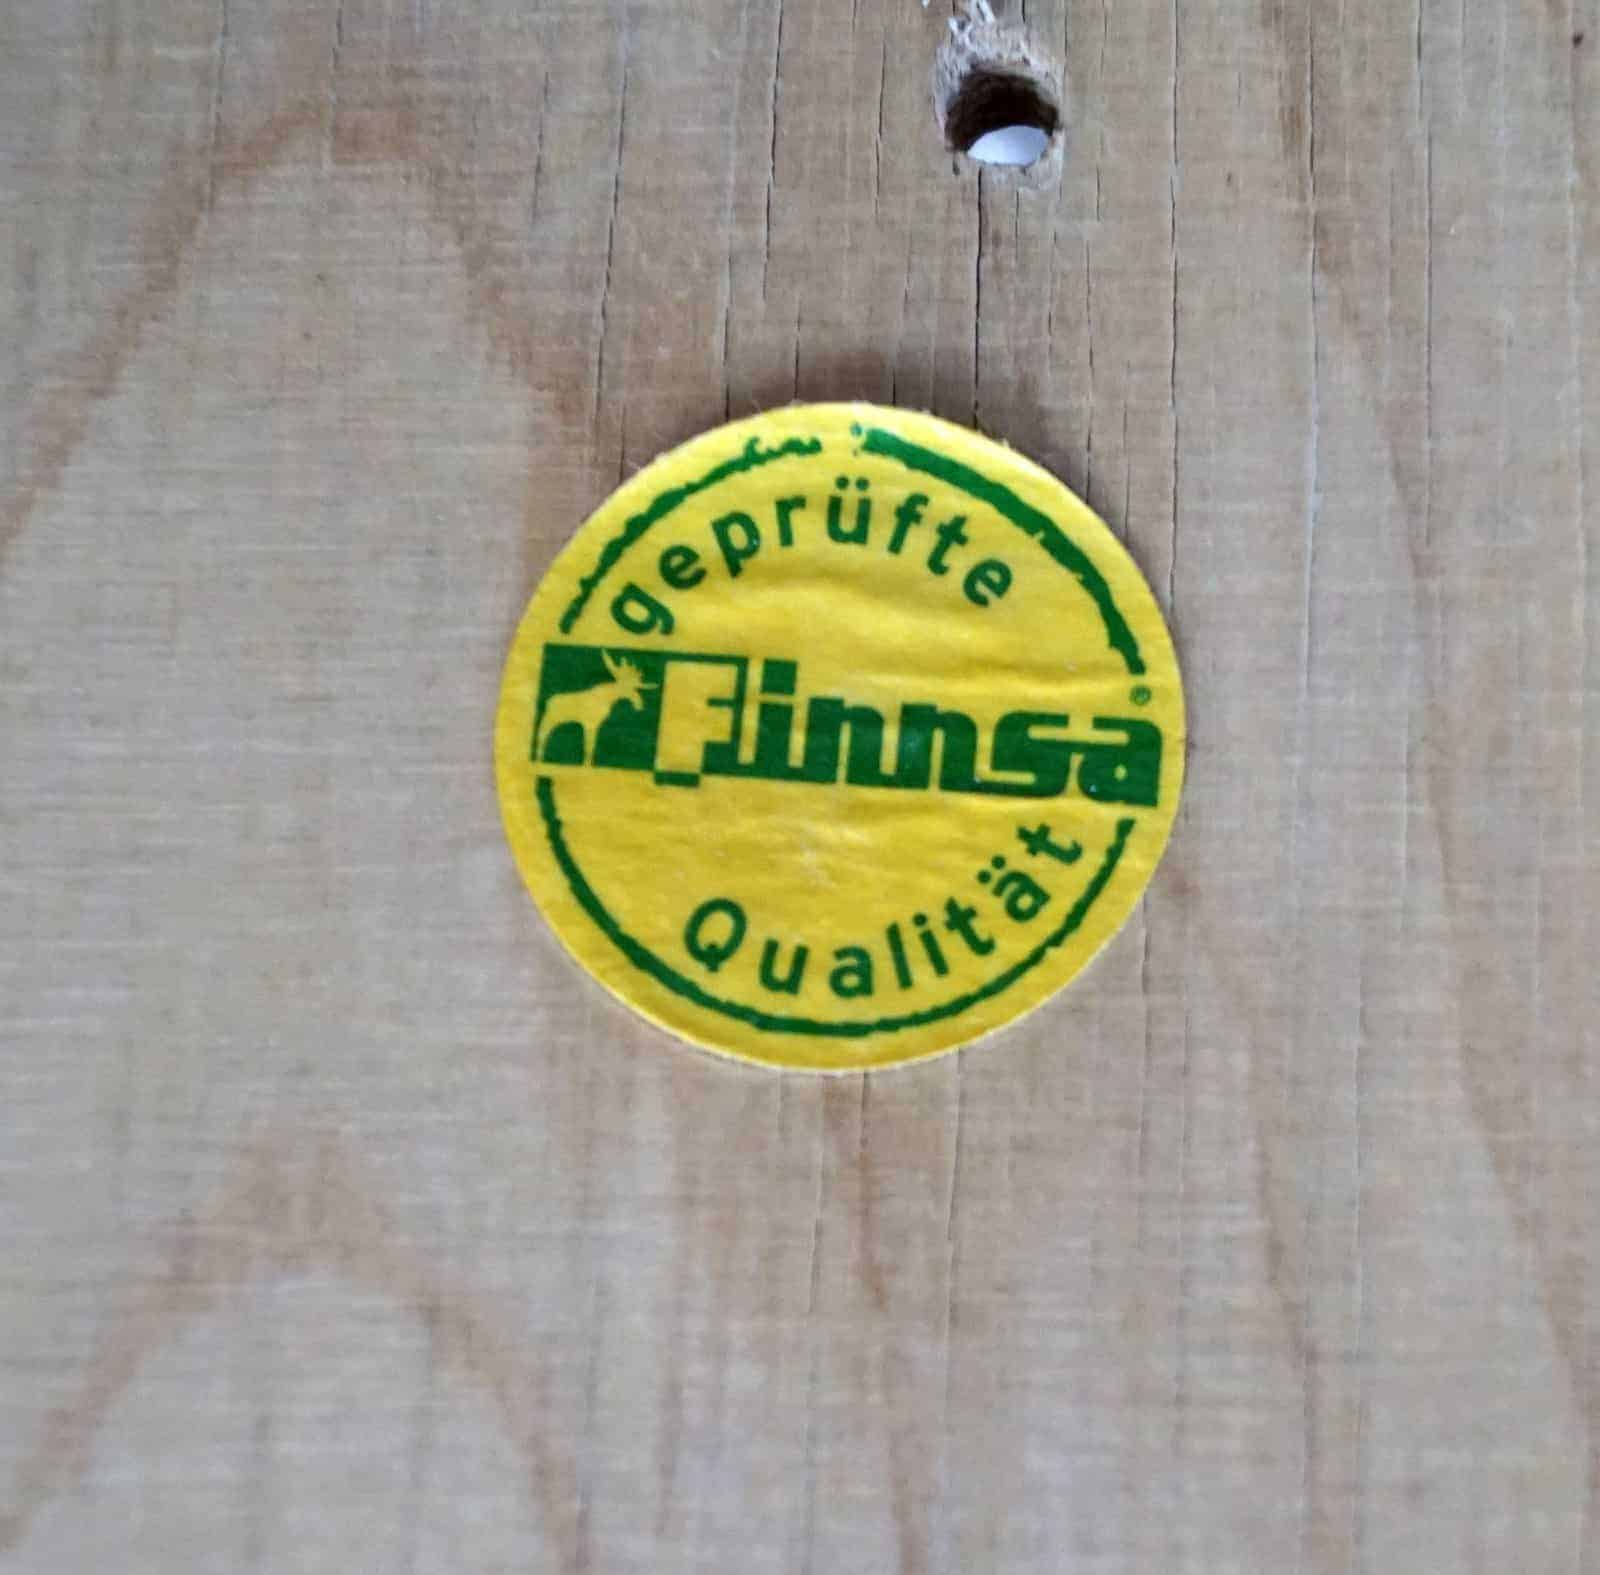 geprüfte
Finnsa®
Qualität